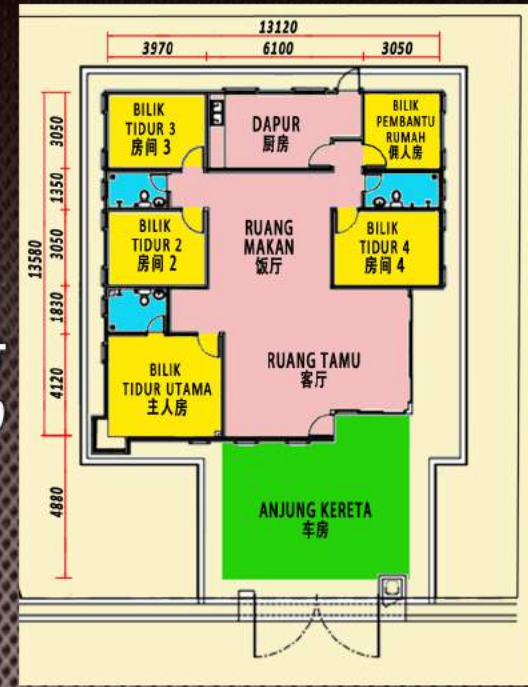 13120
3970
6100
3050
3050
1350
3050
13580
1830
4120
4880
BILIK
TIDUR 3
房间 3
DAPUR
厨房
BILIK
PEMBANTU
RUMAH
佣人房
BILIK
TIDUR 2
房间 2
RUANG
MAKAN
饭厅
BILIK
TIDUR 4
房间 4
BILIK
TIDUR UTAMA
主人房
RUANG TAMU
客厅
ANJUNG KERETA
车房